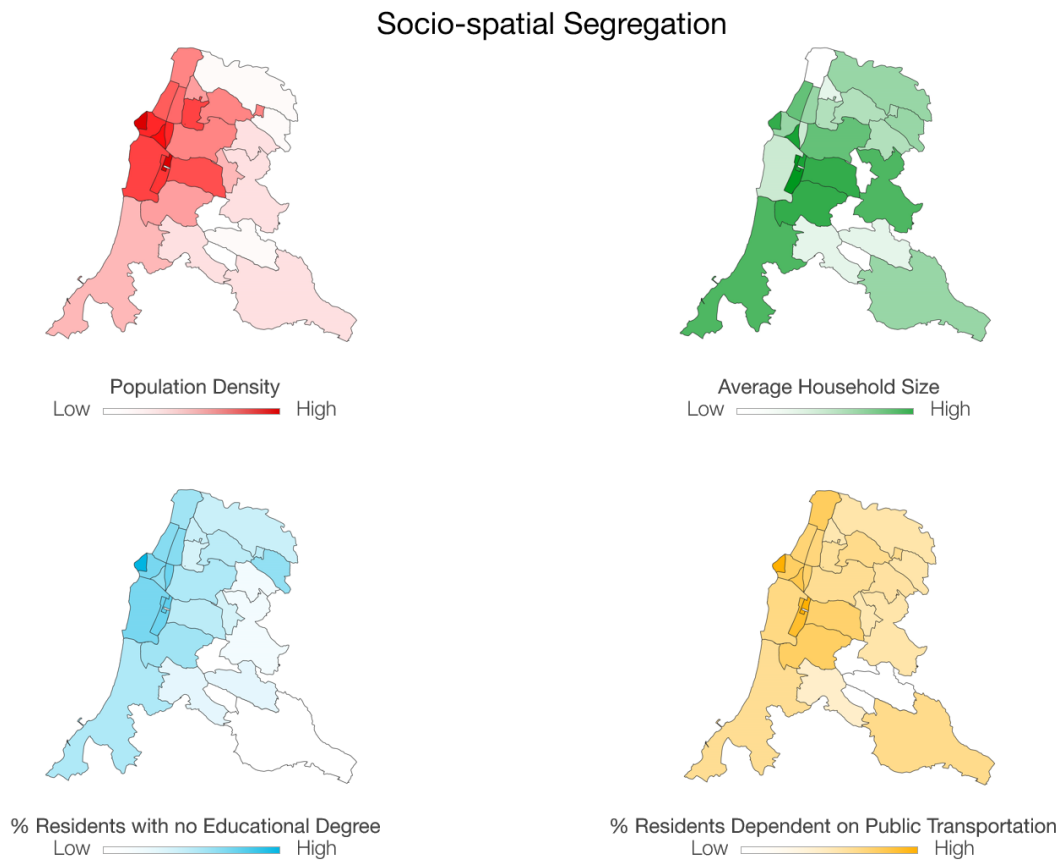 Socio-spatial Segregation
Population Density
Low High
Average Household Size
Low High
% Residents with no Educational Degree
Low High
% Residents Dependent on Public Transportation
Low High